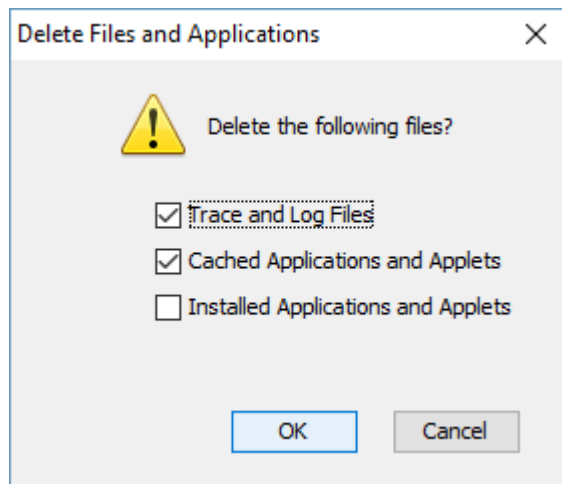 Delete Files and Applications
Delete the following files?
Trace and Log Files
Cached Applications and Applets
Installed Applications and Applets
OK
Cancel